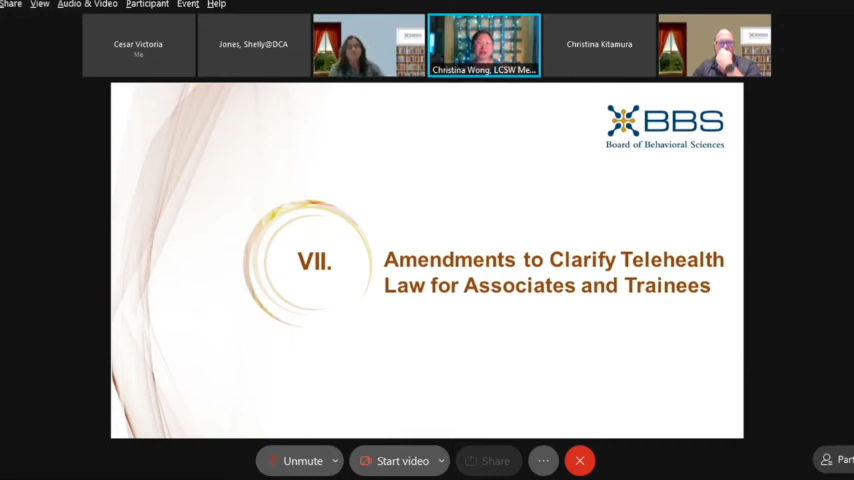 Share View Audio & Video Participant Event Help
Cesar Victoria
Me
Jones, Shelly@DCA
Christina Wong, LCSW Me...
Christina Kitamura
BBS
Board of Behavioral Sciences
VII.
Amendments to Clarify Telehealth
Law for Associates and Trainees
Unmute
Start video
Share
Part